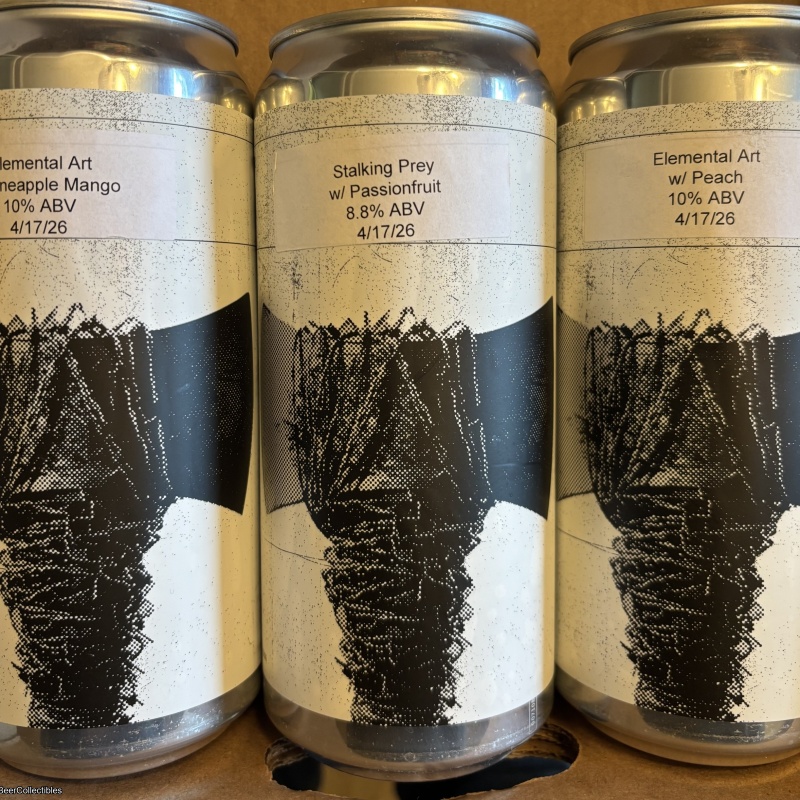 lemental Art
neapple Mango
10% ABV
4/17/26
Stalking Prey
w/ Passionfruit
8.8% ABV
4/17/26
Elemental Art
w/ Peach
10% ABV
4/17/26
BeerCollectibles